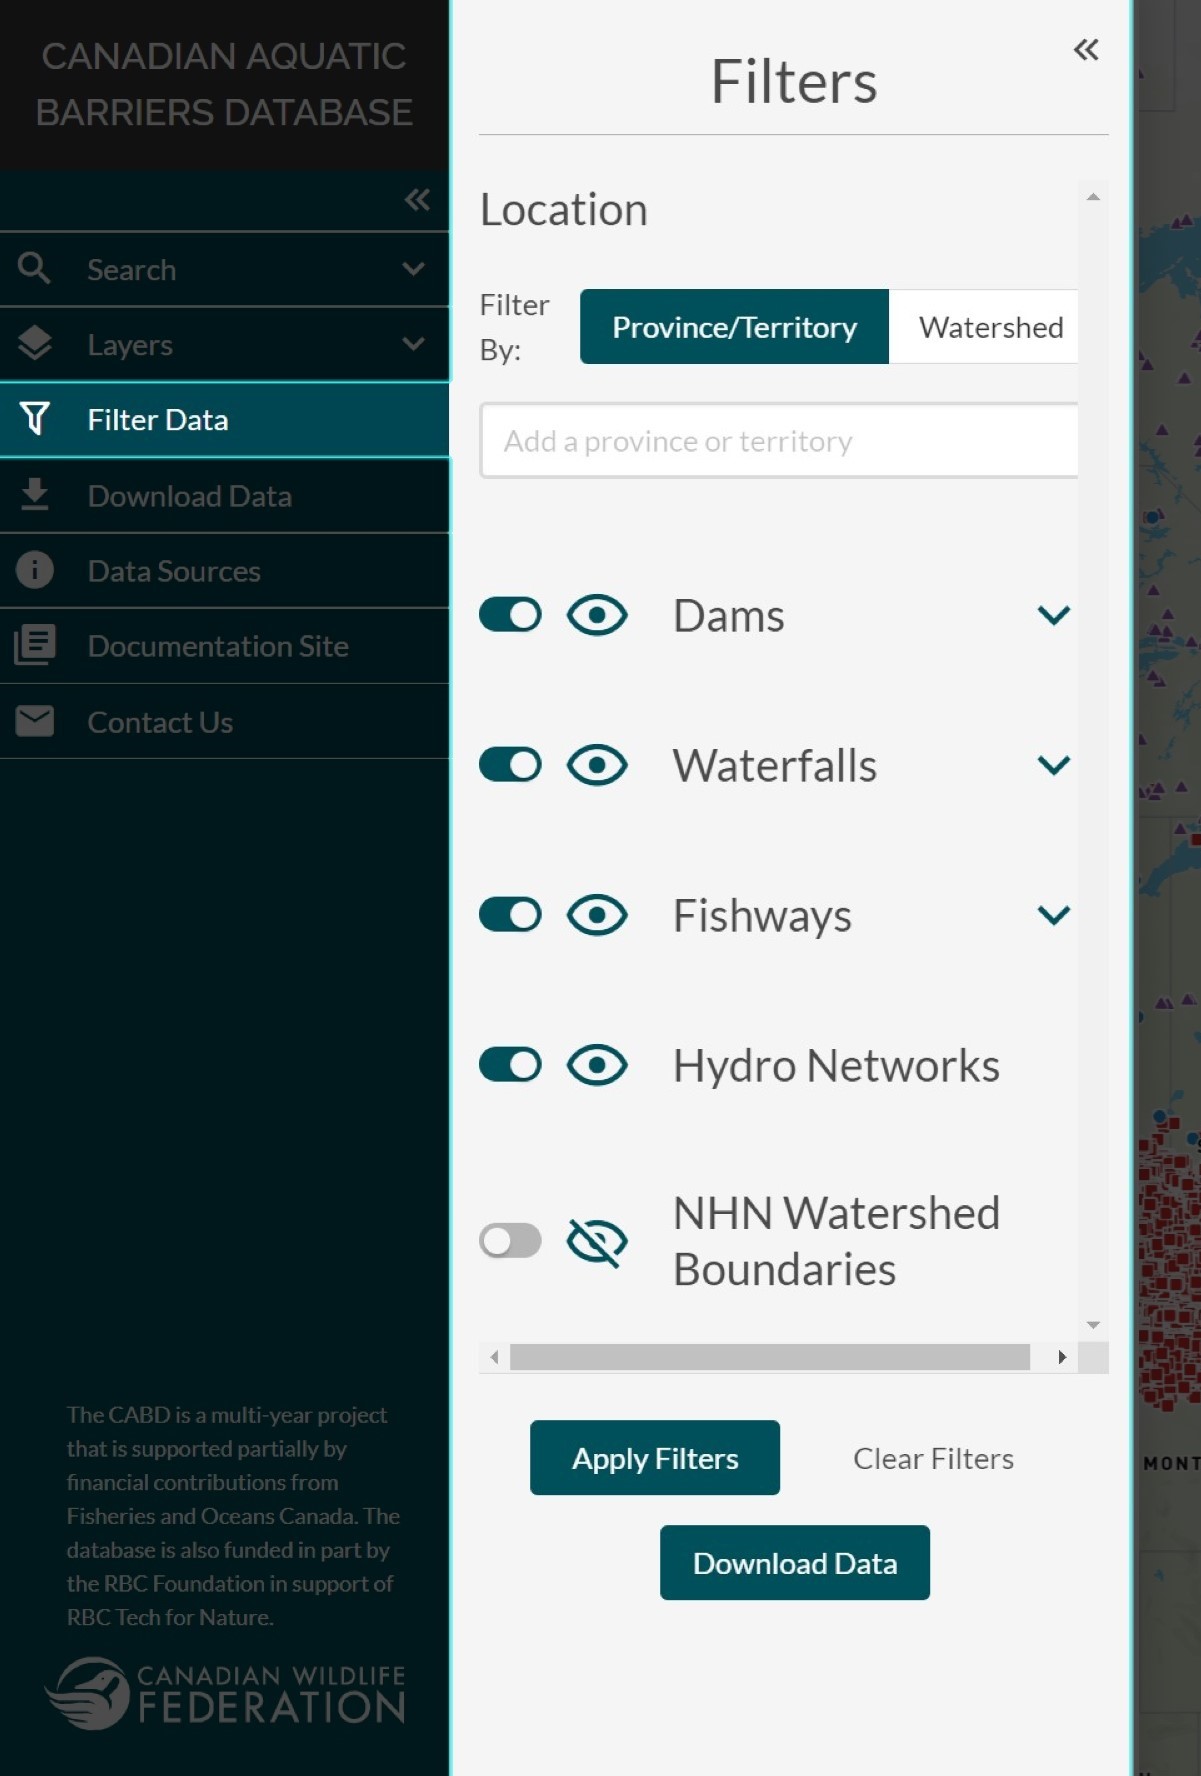 CANADIAN AQUATIC
BARRIERS DATABASE
Search
Layers
Filter Data
Download Data
Data Sources
Documentation Site
Contact Us
The CABD is a multi-year project
that is supported partially by
financial contributions from
Fisheries and Oceans Canada. The
database is also funded in part by
the RBC Foundation in support of
RBC Tech for Nature.
CANADIAN WILDLIFE
FEDERATION
Filters
Location
Filter
By:
Province/Territory
Watershed
Add a province or territory
Dams
Waterfalls
Fishways
Hydro Networks
NHN Watershed
Boundaries
Apply Filters
Clear Filters
Download Data
MONT